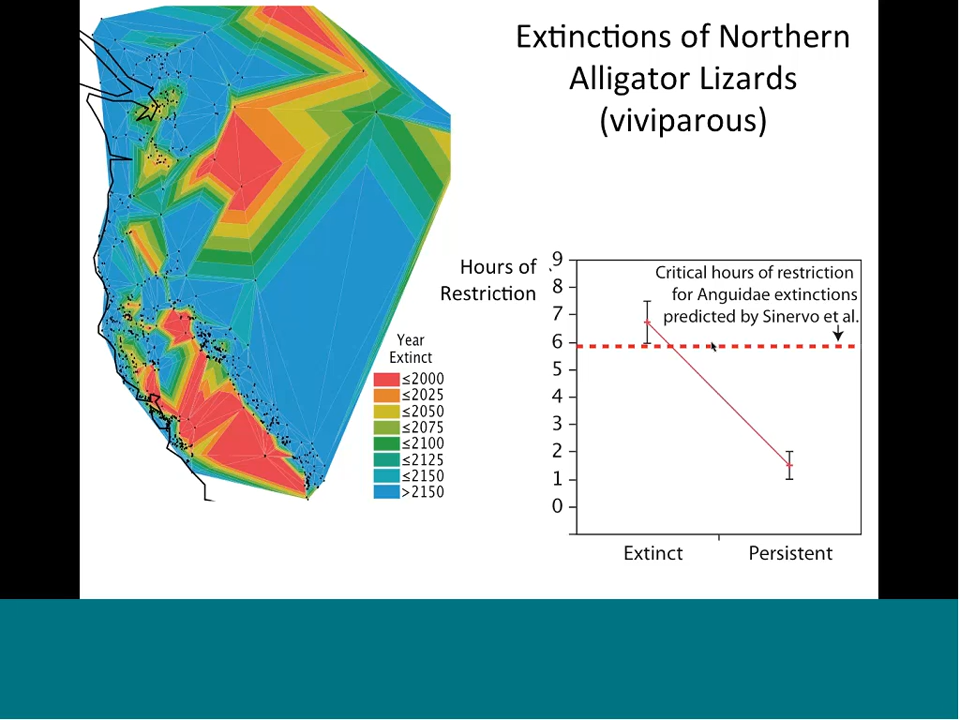 Extinctions of Northern
Alligator Lizards
(viviparous)
Hours of
Restriction
9
8
7
6
5
4
3
2
1
0
Critical hours of restriction
for Anguidae extinctions
predicted by Sinervo et al.
Extinct
Persistent
Year
Extinct
≤2000
≤2025
≤2050
≤2075
≤2100
≤2125
≤2150
>2150